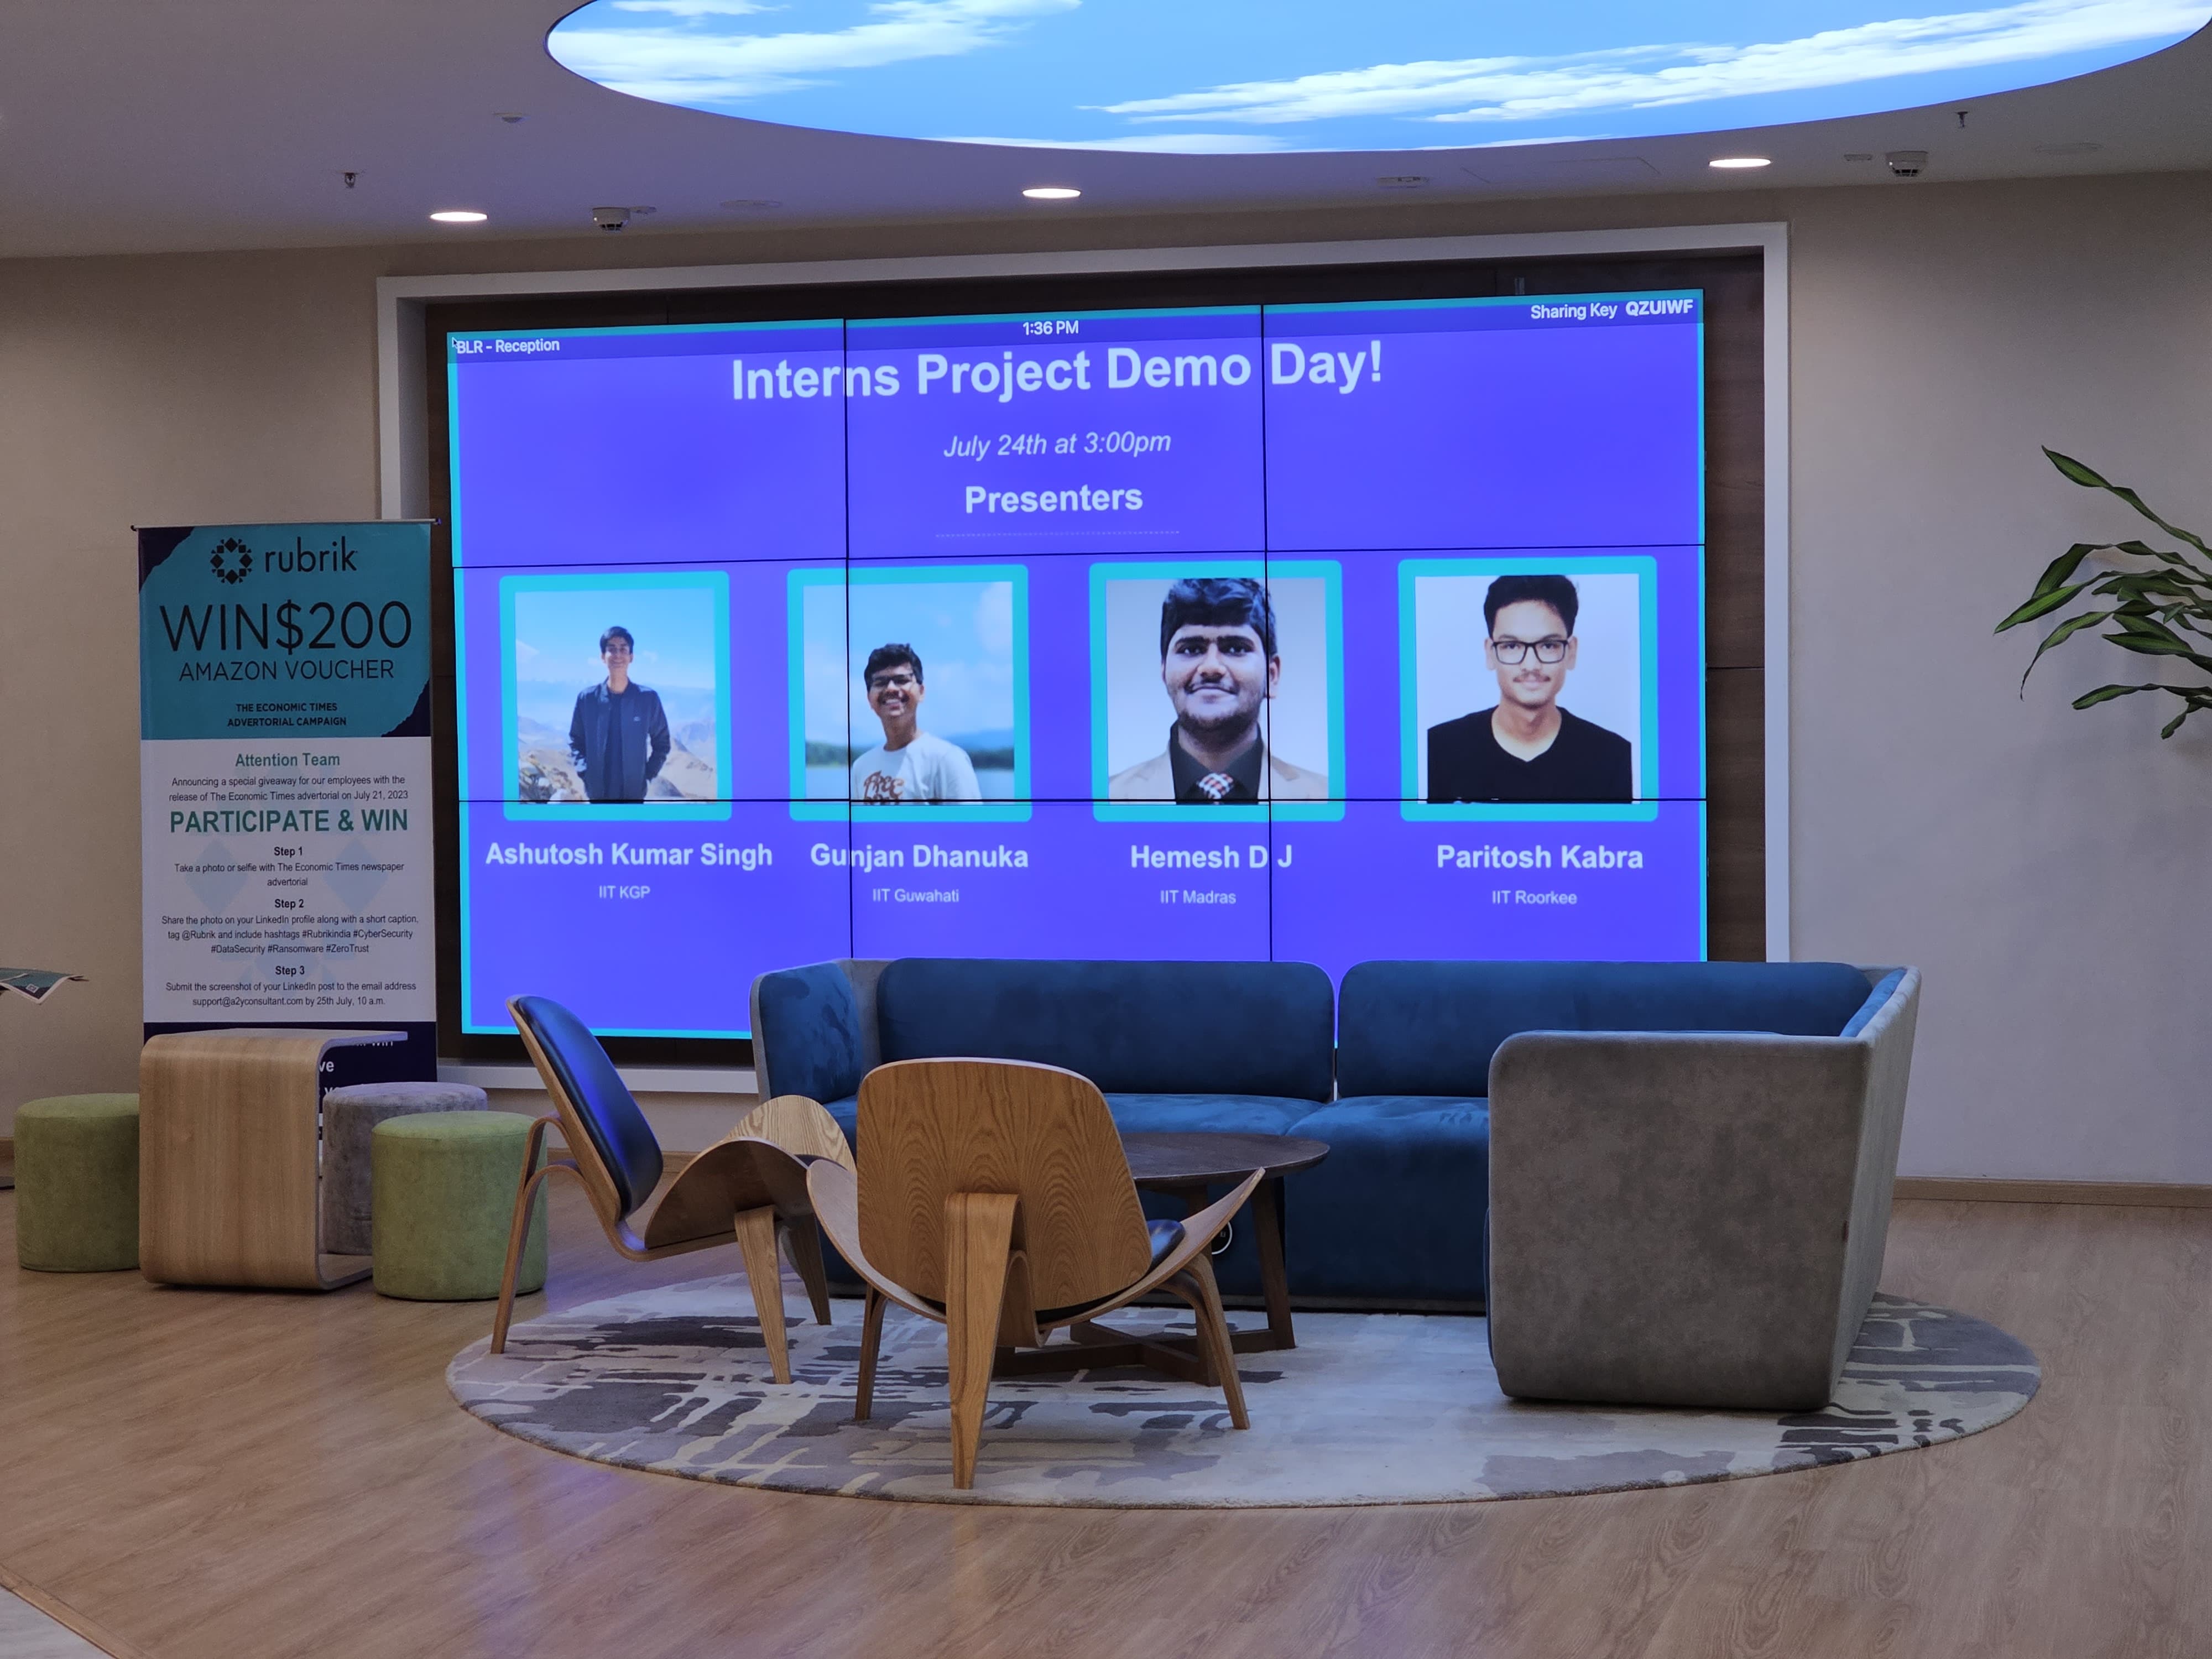 BLR - Reception
1:36 PM
Sharing Key QZUIWF
Interns Project Demo Day!
July 24th at 3:00pm
Presenters
Ashutosh Kumar Singh
IIT KGP
Gunjan Dhanuka
IIT Guwahati
Hemesh D J
IIT Madras
Paritosh Kabra
IIT Roorkee
rubrik
WIN$200
AMAZON VOUCHER
THE ECONOMIC TIMES
ADVERTORIAL CAMPAIGN
Attention Team
Announcing a special giveaway for our employees with the
release of The Economic Times advertorial on July 21, 2023
PARTICIPATE & WIN
Step 1
Take a photo or selfie with The Economic Times newspaper
advertorial
Step 2
Share the photo on your LinkedIn profile along with a short caption,
tag @Rubrik and include hashtags #RubrikIndia #CyberSecurity
#DataSecurity #Ransomware #ZeroTrust
Step 3
Submit the screenshot of your LinkedIn post to the email address
support@a2yconsultant.com by 25th July, 10 a.m.